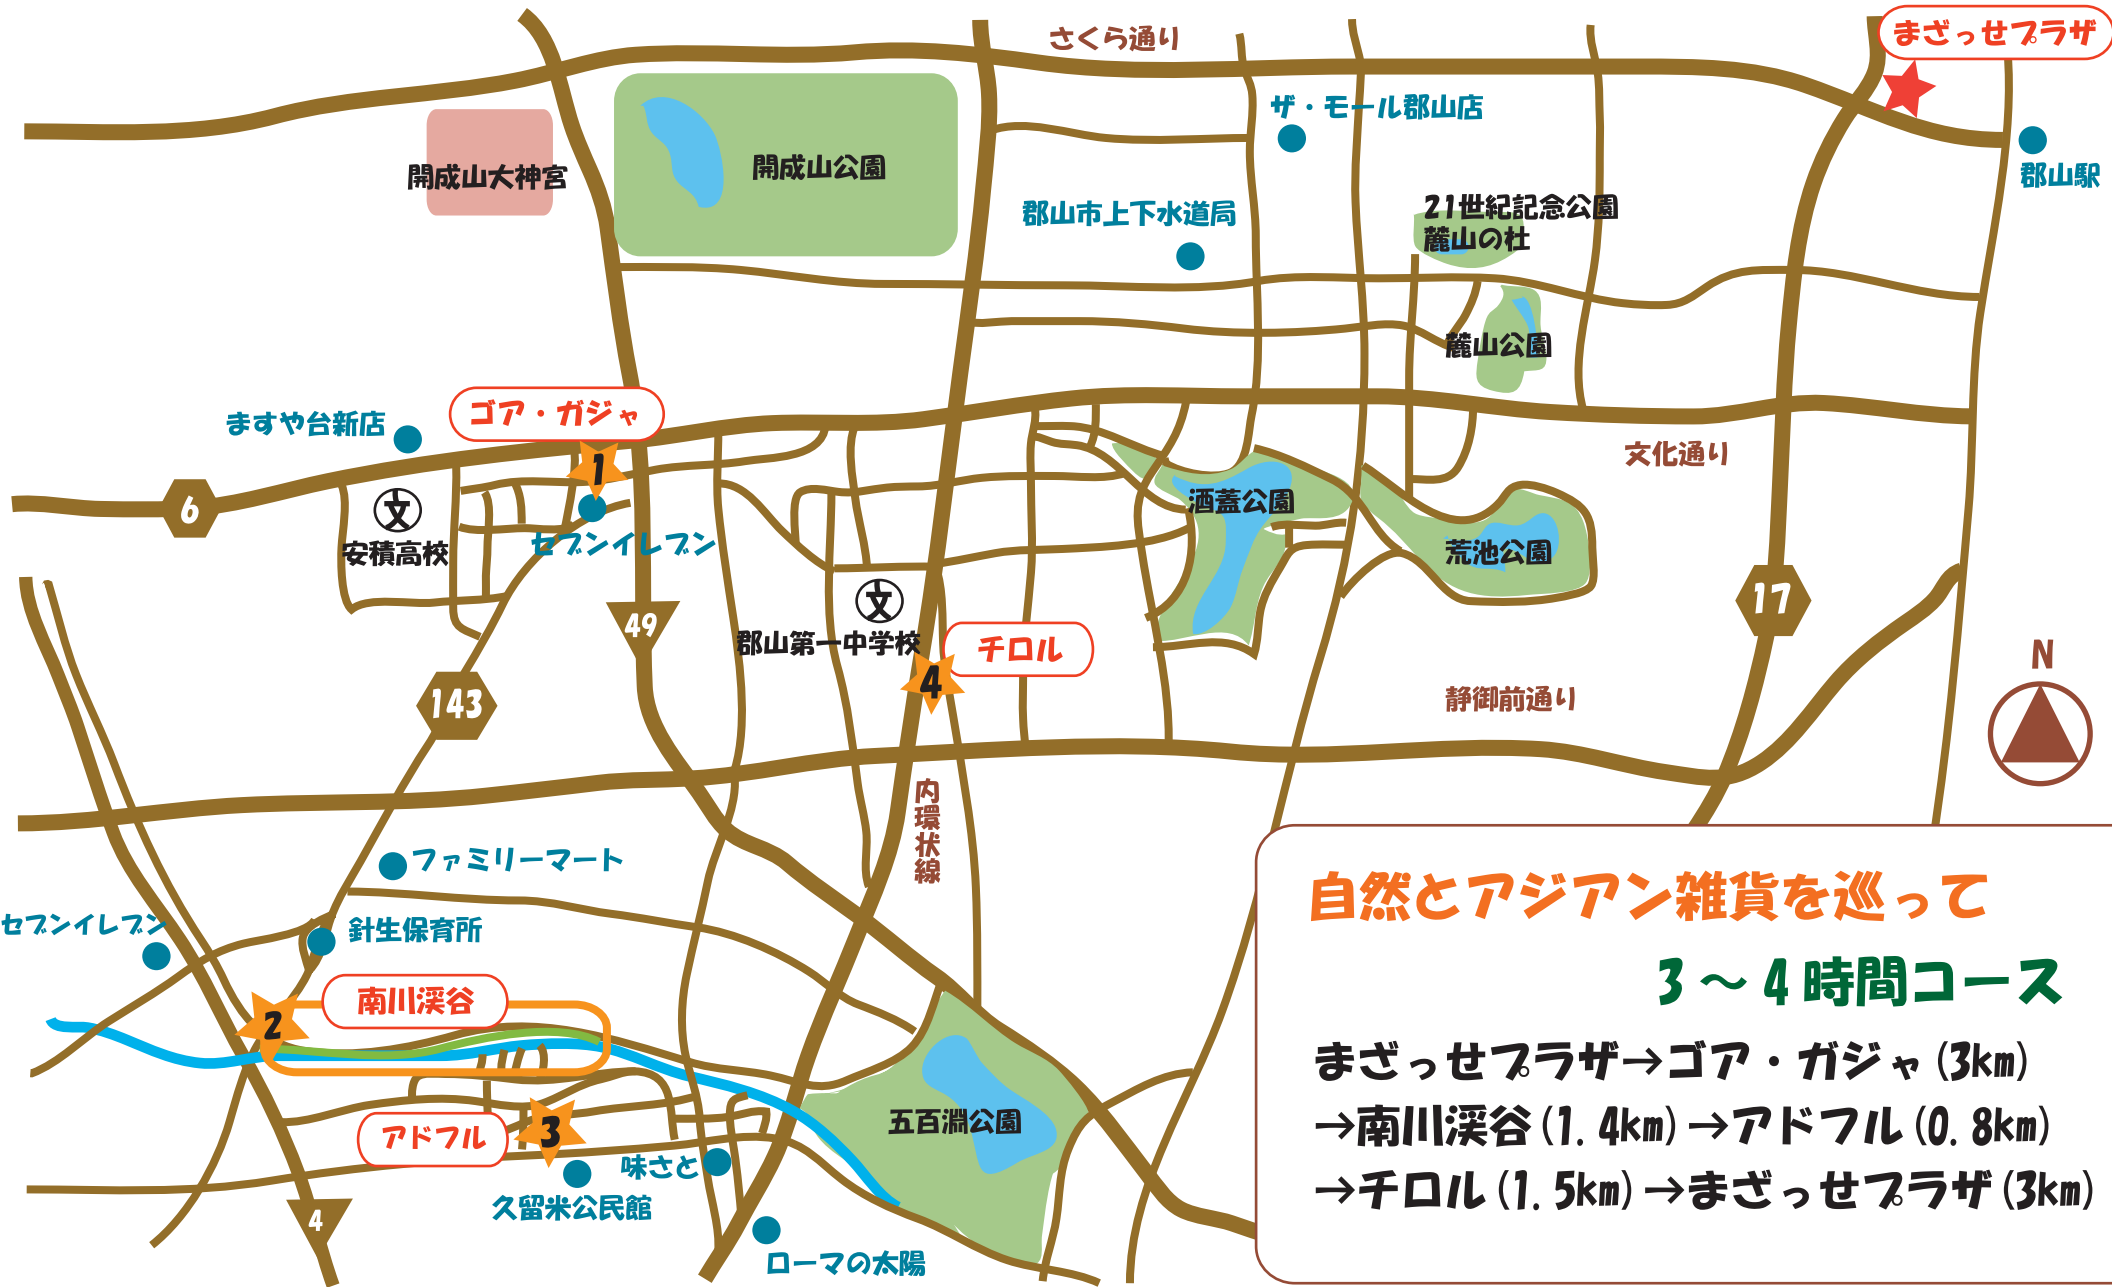 さくら通り
まざっせプラザ
ザ・モール郡山店
郡山駅
開成山大神宮
開成山公園
郡山市上下水道局
21世紀記念公園
麓山の杜
麓山公園
ますや台新店
ゴア・ガジャ
1
文化通り
6
文
安積高校
セブンイレブン
酒蓋公園
荒池公園
49
文
郡山第一中学校
チロル
4
17
N
143
静御前通り
内環状線
ファミリーマート
セブンイレブン
針生保育所
南川渓谷
2
アドフル
3
五百淵公園
味さと
久留米公民館
4
ローマの太陽
自然とアジアン雑貨を巡って
3～4時間コース
まざっせプラザ→ゴア・ガジャ(3km)
→南川渓谷(1.4km)→アドフル(0.8km)
→チロル(1.5km)→まざっせプラザ(3km)